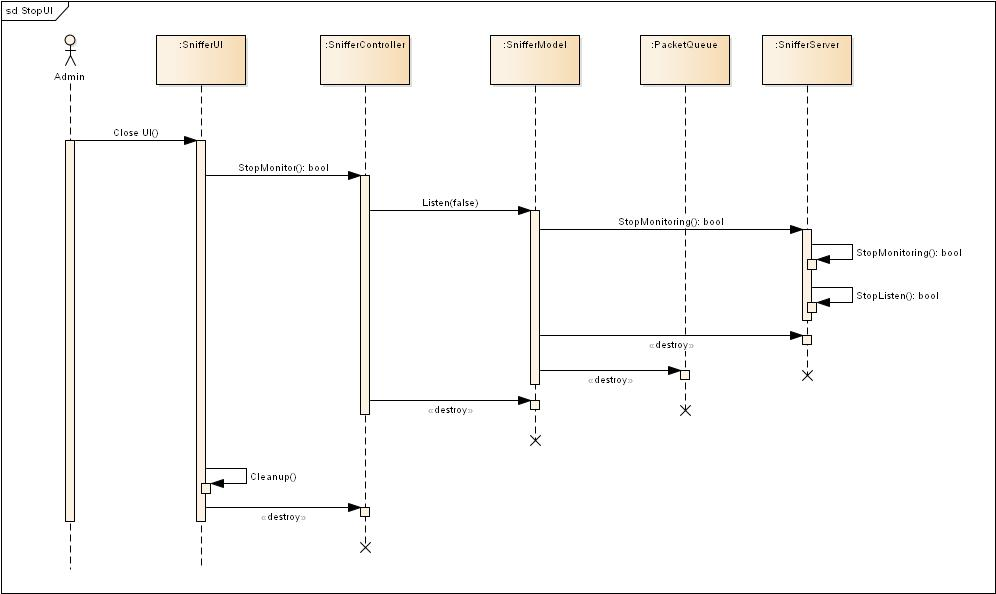 sd StopUI
Admin
:SnifferUI
:SnifferController
:SnifferModel
:PacketQueue
:SnifferServer
Close UI()
StopMonitor(): bool
Listen(false)
StopMonitoring(): bool
StopMonitoring(): bool
StopListen(): bool
«destroy»
«destroy»
«destroy»
Cleanup()
«destroy»